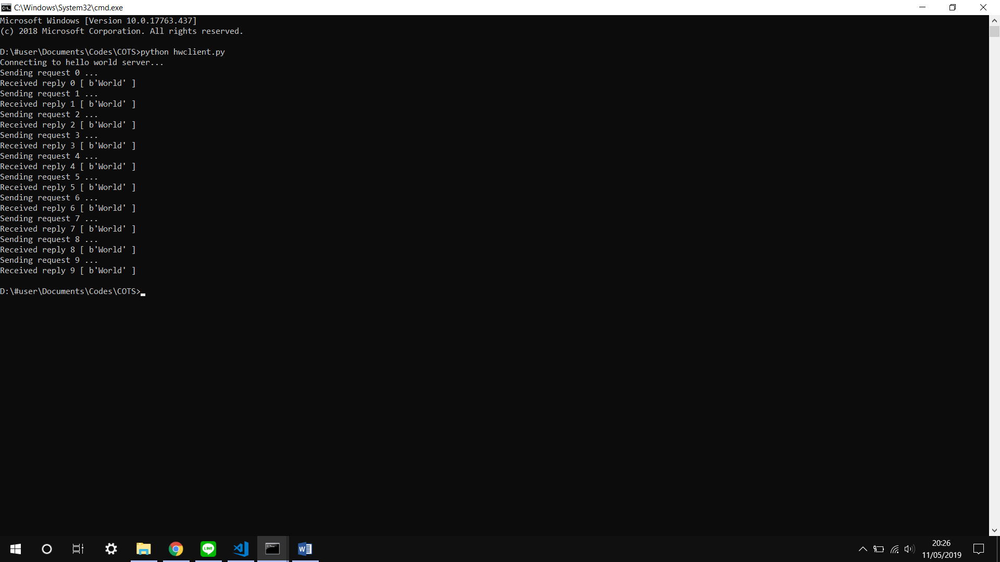 C:\Windows\System32\cmd.exe
Microsoft Windows [Version 10.0.17763.437]
(c) 2018 Microsoft Corporation. All rights reserved.
D:\#user\Documents\Codes\COTS>python hwclient.py
Connecting to hello world server...
Sending request 0 ...
Received reply 0 [ b'World' ]
Sending request 1 ...
Received reply 1 [ b'World' ]
Sending request 2 ...
Received reply 2 [ b'World' ]
Sending request 3 ...
Received reply 3 [ b'World' ]
Sending request 4 ...
Received reply 4 [ b'World' ]
Sending request 5 ...
Received reply 5 [ b'World' ]
Sending request 6 ...
Received reply 6 [ b'World' ]
Sending request 7 ...
Received reply 7 [ b'World' ]
Sending request 8 ...
Received reply 8 [ b'World' ]
Sending request 9 ...
Received reply 9 [ b'World' ]
D:\#user\Documents\Codes\COTS>
LINE
W
20:26
11/05/2019